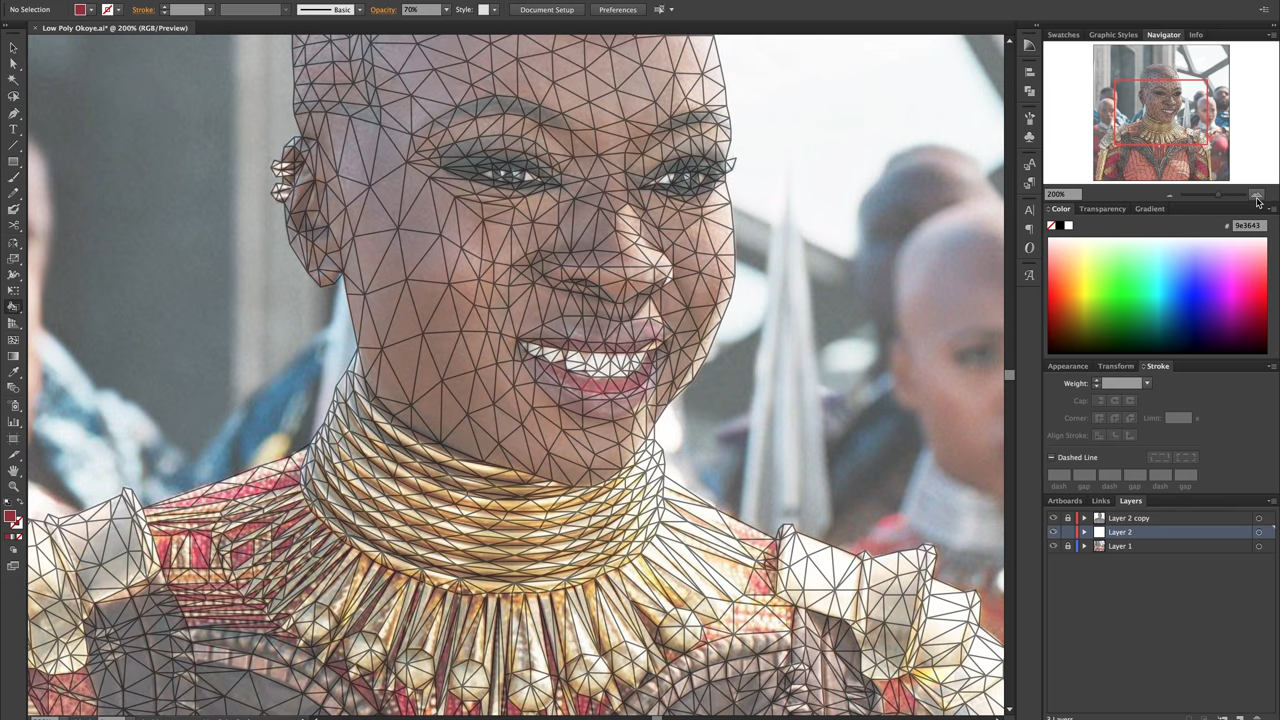 No Selection Stroke: Basic Opacity: 70% Style: Document Setup Preferences
× Low Poly Okoye.ai* @ 200% (RGB/Preview)
Swatches Graphic Styles Navigator Info
200%
Color Transparency Gradient
# 9e3643
Appearance Transform Stroke
Weight:
Cap:
Corner: Limit: x
Align Stroke:
Dashed Line
dash gap dash gap dash gap
Artboards Links Layers
Layer 2 copy
Layer 2
Layer 1